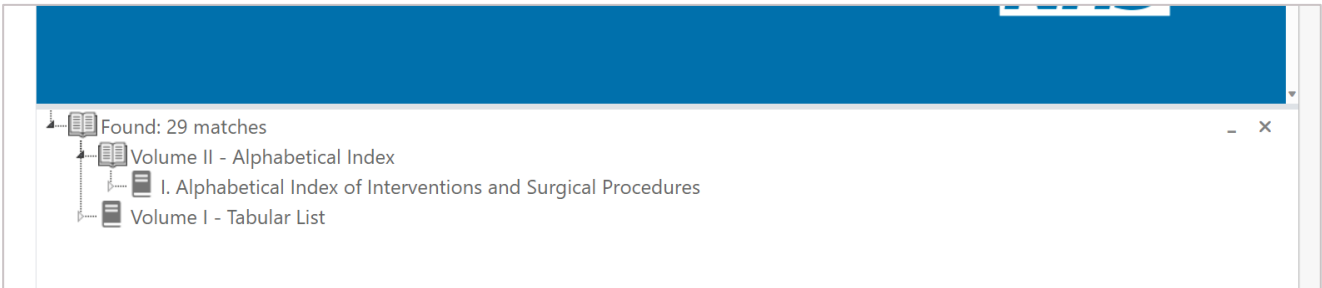 Found: 29 matches
Volume II - Alphabetical Index
I. Alphabetical Index of Interventions and Surgical Procedures
Volume I - Tabular List